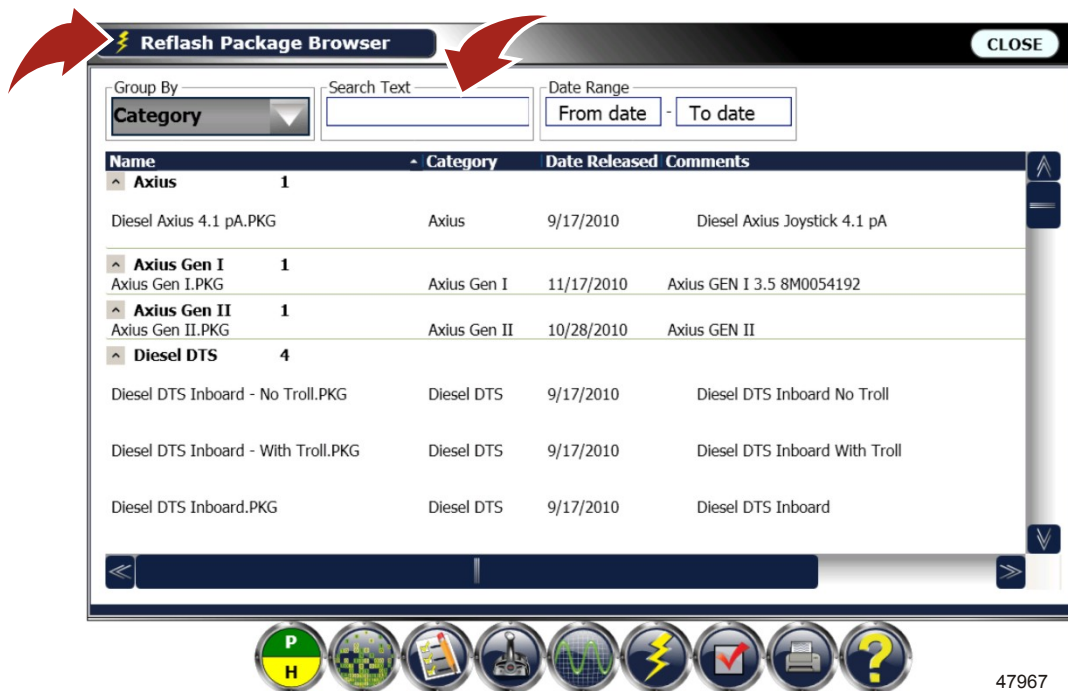 Reflash Package Browser
CLOSE
Group By
Search Text
Date Range
Category
From date - To date
Name Category Date Released Comments
Axius 1
Diesel Axius 4.1 pA.PKG Axius 9/17/2010 Diesel Axius Joystick 4.1 pA
Axius Gen I 1
Axius Gen I.PKG Axius Gen I 11/17/2010 Axius GEN I 3.5 8M0054192
Axius Gen II 1
Axius Gen II.PKG Axius Gen II 10/28/2010 Axius GEN II
Diesel DTS 4
Diesel DTS Inboard - No Troll.PKG Diesel DTS 9/17/2010 Diesel DTS Inboard No Troll
Diesel DTS Inboard - With Troll.PKG Diesel DTS 9/17/2010 Diesel DTS Inboard With Troll
Diesel DTS Inboard.PKG Diesel DTS 9/17/2010 Diesel DTS Inboard
P
H
?
47967